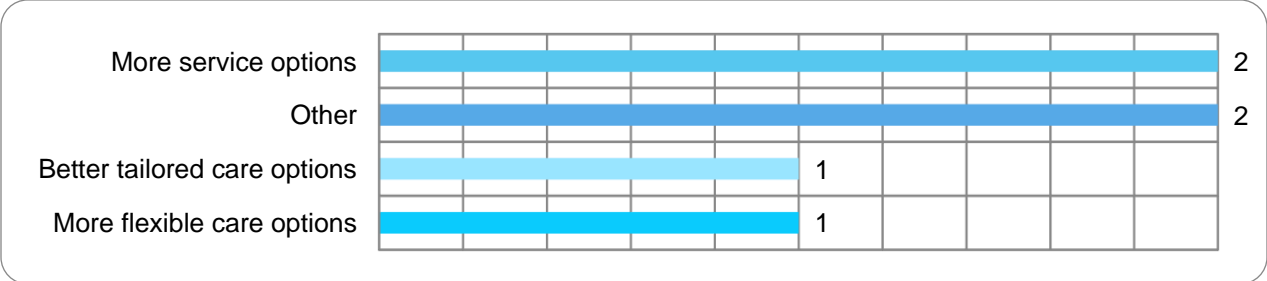 More service options 2
Other 2
Better tailored care options 1
More flexible care options 1